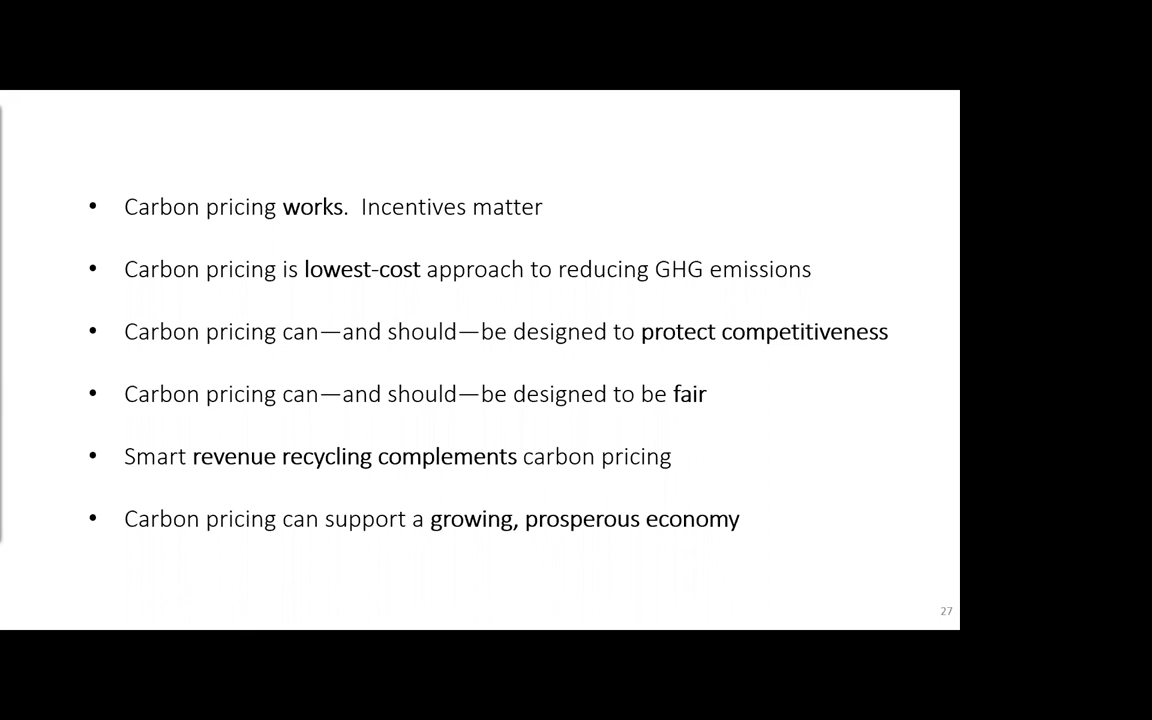 • Carbon pricing works.  Incentives matter
• Carbon pricing is lowest-cost approach to reducing GHG emissions
• Carbon pricing can—and should—be designed to protect competitiveness
• Carbon pricing can—and should—be designed to be fair
• Smart revenue recycling complements carbon pricing
• Carbon pricing can support a growing, prosperous economy
27